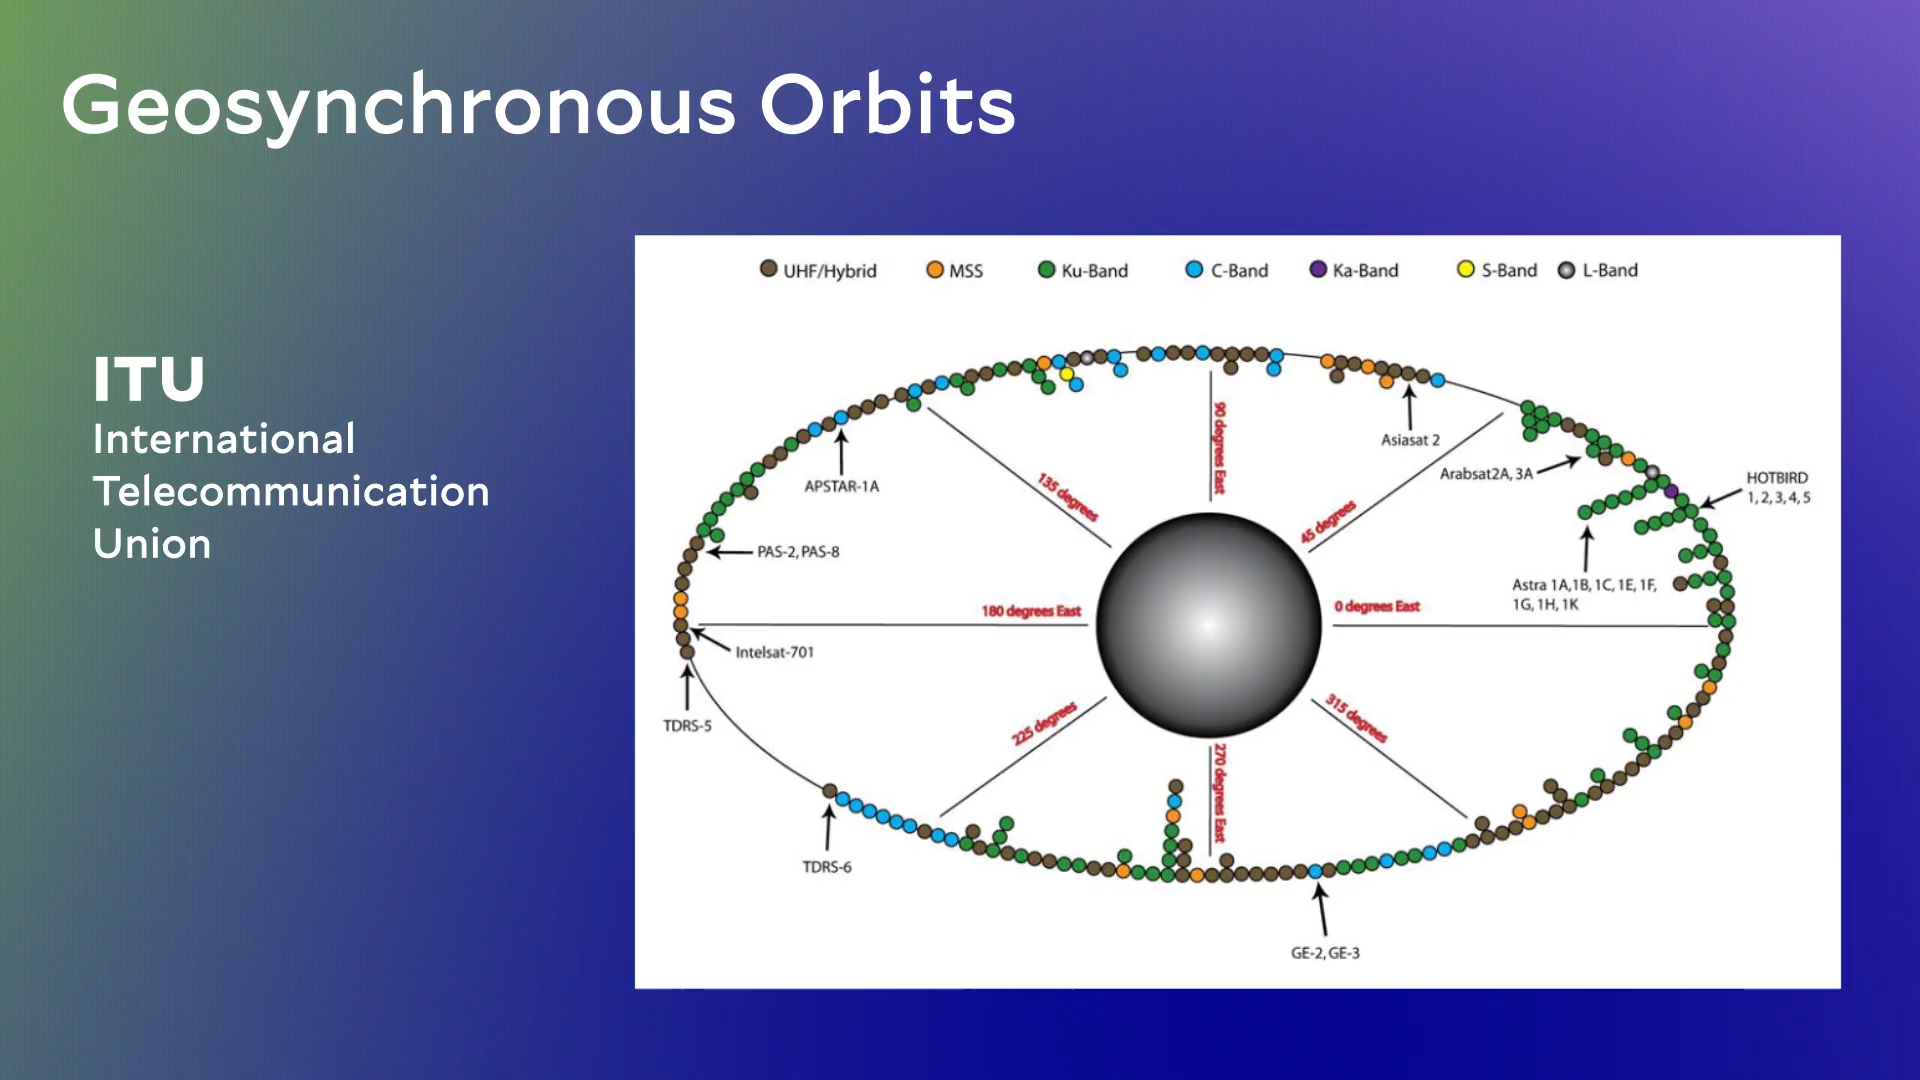 Geosynchronous Orbits
ITU
International
Telecommunication
Union
UHF/Hybrid
MSS
Ku-Band
C-Band
Ka-Band
S-Band
L-Band
90 degrees East
Asiasat 2
Arabsat2A, 3A
HOTBIRD
1, 2, 3, 4, 5
APSTAR-1A
135 degrees
45 degrees
PAS-2, PAS-8
Astra 1A,1B, 1C, 1E, 1F,
1G, 1H, 1K
180 degrees East
0 degrees East
Intelsat-701
TDRS-5
225 degrees
315 degrees
270 degrees East
TDRS-6
GE-2, GE-3